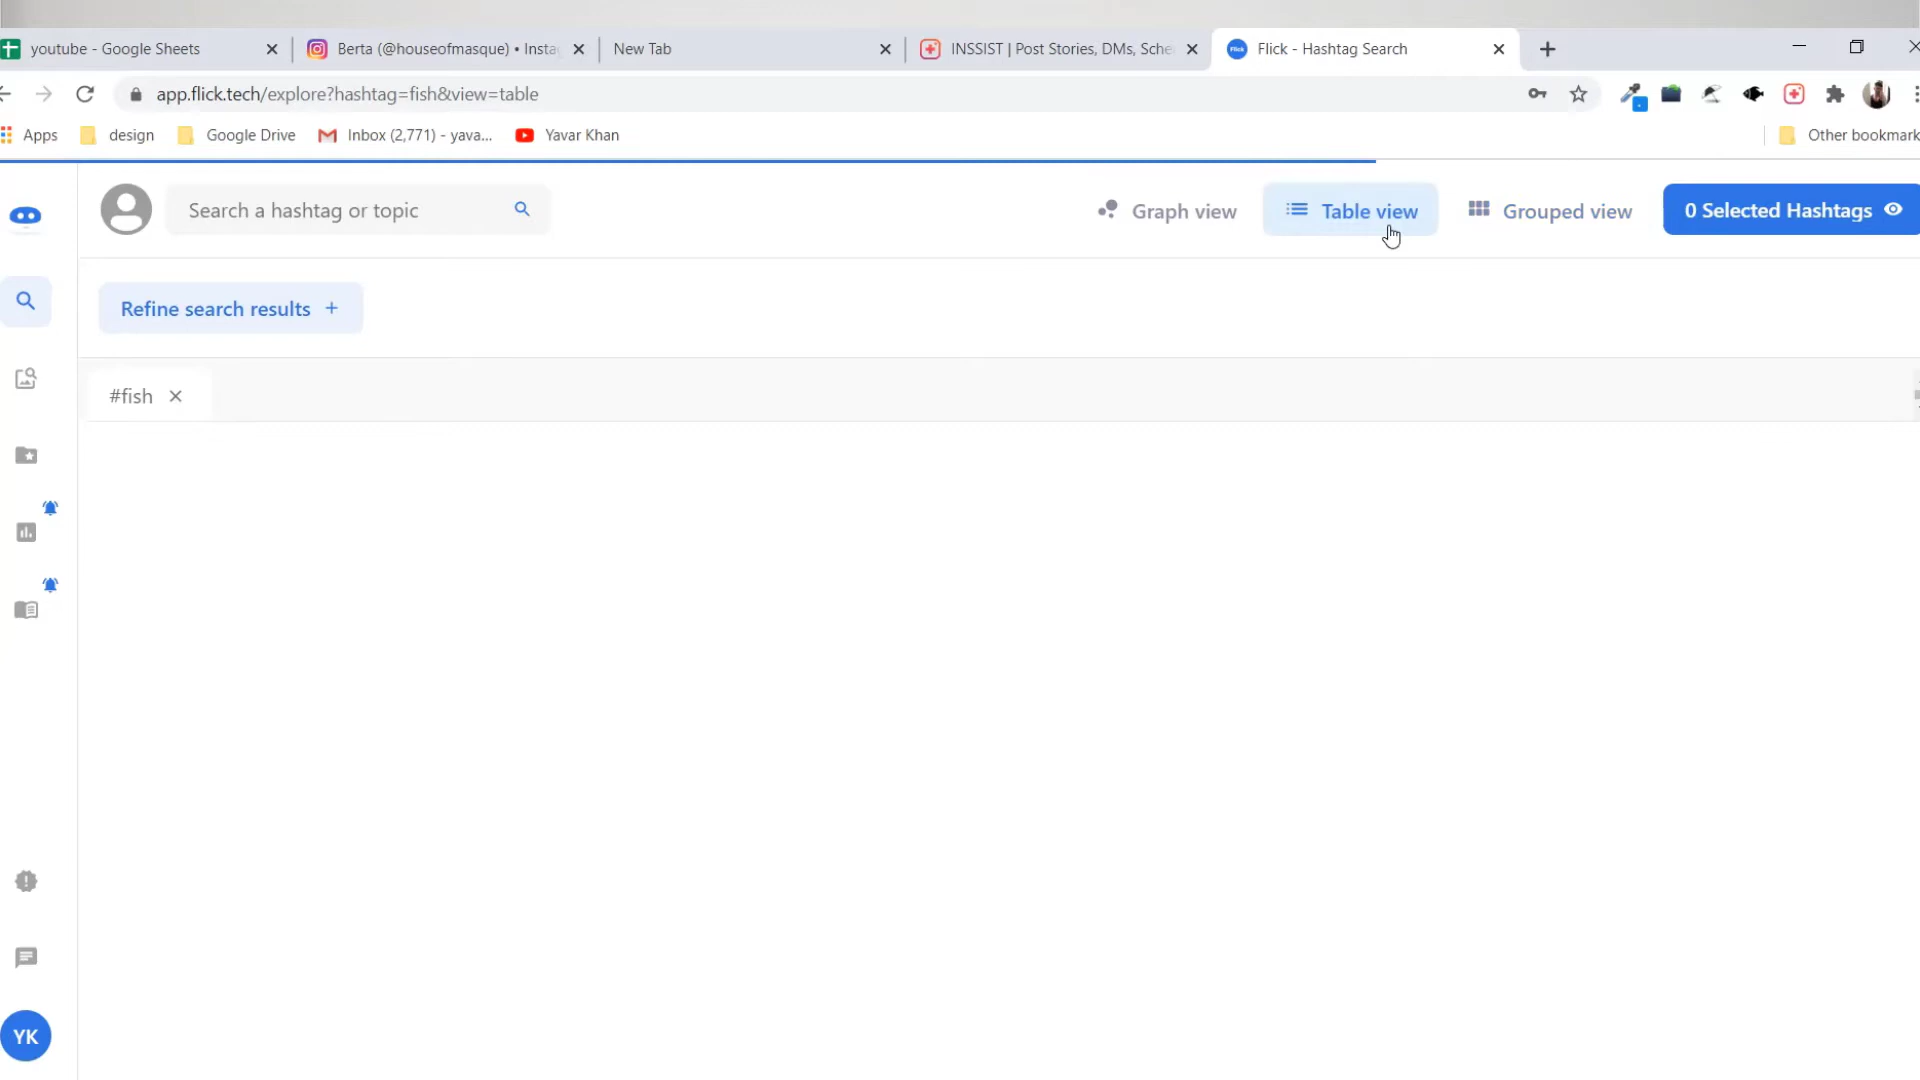 youtube - Google Sheets
Berta (@houseofmasque) • Insta
New Tab
INSSIST | Post Stories, DMs, Sche
Flick
Flick - Hashtag Search
app.flick.tech/explore?hashtag=fish&view=table
Apps
design
Google Drive
Inbox (2,771) - yava...
Yavar Khan
Other bookmark
Search a hashtag or topic
Graph view
Table view
Grouped view
0 Selected Hashtags
Refine search results +
#fish
YK